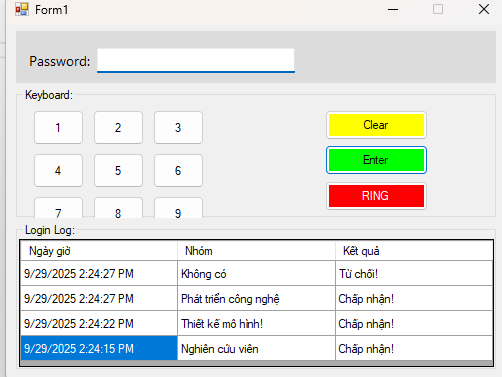 Form1
Password:
Keyboard:
1 2 3 Clear
4 5 6 Enter
7 8 9 RING
Login Log:
Ngày giờ Nhóm Kết quả
9/29/2025 2:24:27 PM Không có Từ chối!
9/29/2025 2:24:27 PM Phát triển công nghệ Chấp nhận!
9/29/2025 2:24:22 PM Thiết kế mô hình! Chấp nhận!
9/29/2025 2:24:15 PM Nghiên cứu viên Chấp nhận!